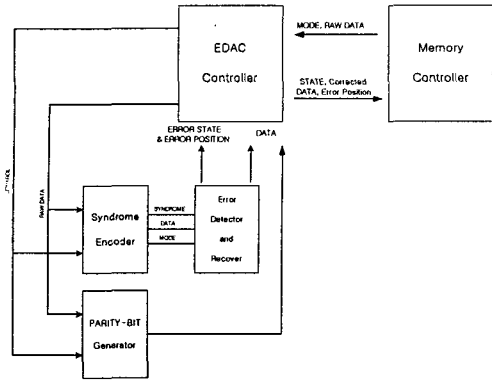 EDAC
Controller
MODE, RAW DATA
Memory
Controller
STATE, Corrected
DATA, Error Position
ERROR STATE
& ERROR POSITION
DATA
CONTROL
RAW DATA
Syndrome
Encoder
SYNDROME
DATA
MODE
Error
Detector
and
Recover
PARITY-BIT
Generator